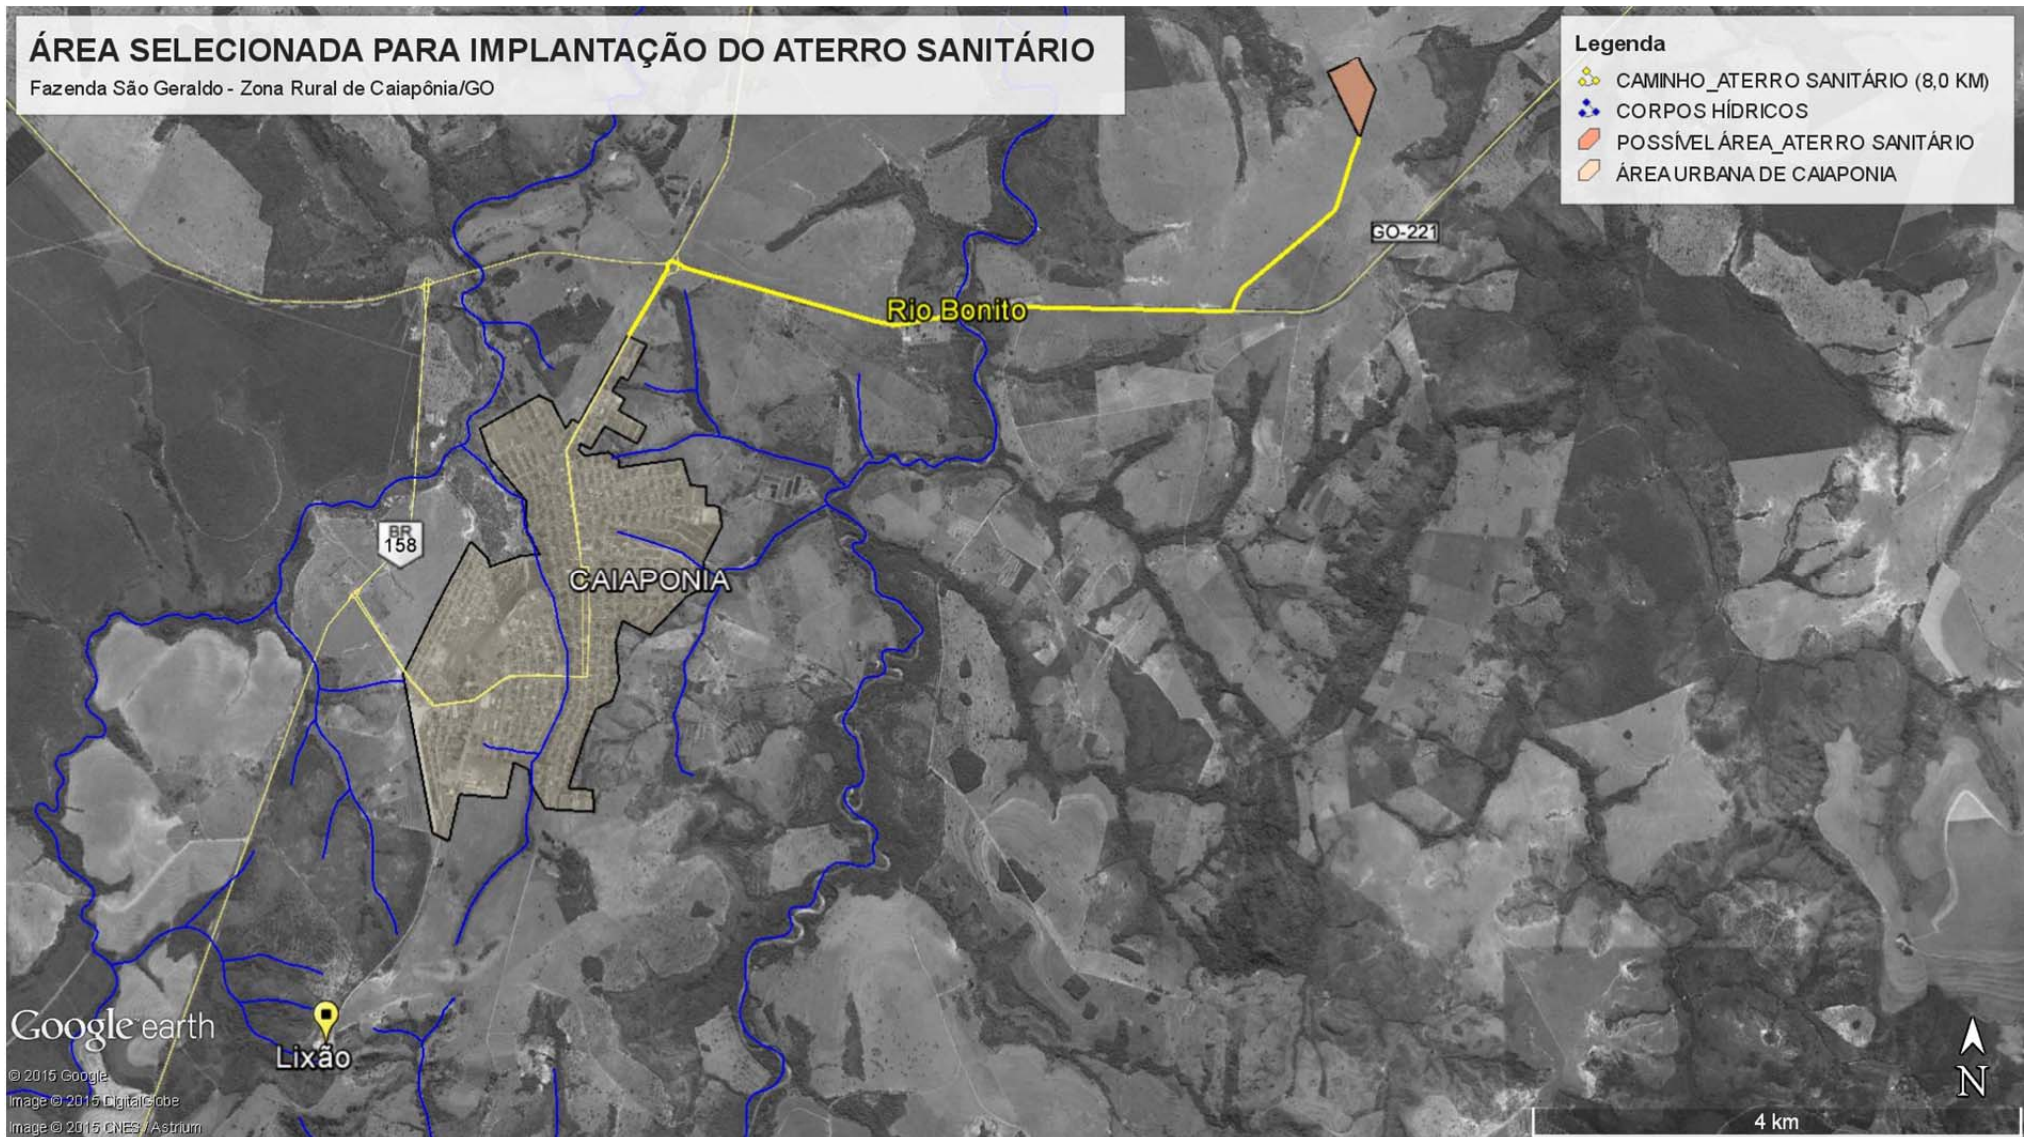 ÁREA SELECIONADA PARA IMPLANTAÇÃO DO ATERRO SANITÁRIO
Fazenda São Geraldo - Zona Rural de Caiapônia/GO
Legenda
CAMINHO_ATERRO SANITÁRIO (8,0 KM)
CORPOS HÍDRICOS
POSSÍVEL ÁREA_ATERRO SANITÁRIO
ÁREA URBANA DE CAIAPONIA
GO-221
Rio Bonito
BR
158
CAIAPONIA
Google earth
Lixão
© 2015 Google
Image © 2015 DigitalGlobe
Image © 2015 CNES / Astrium
N
4 km